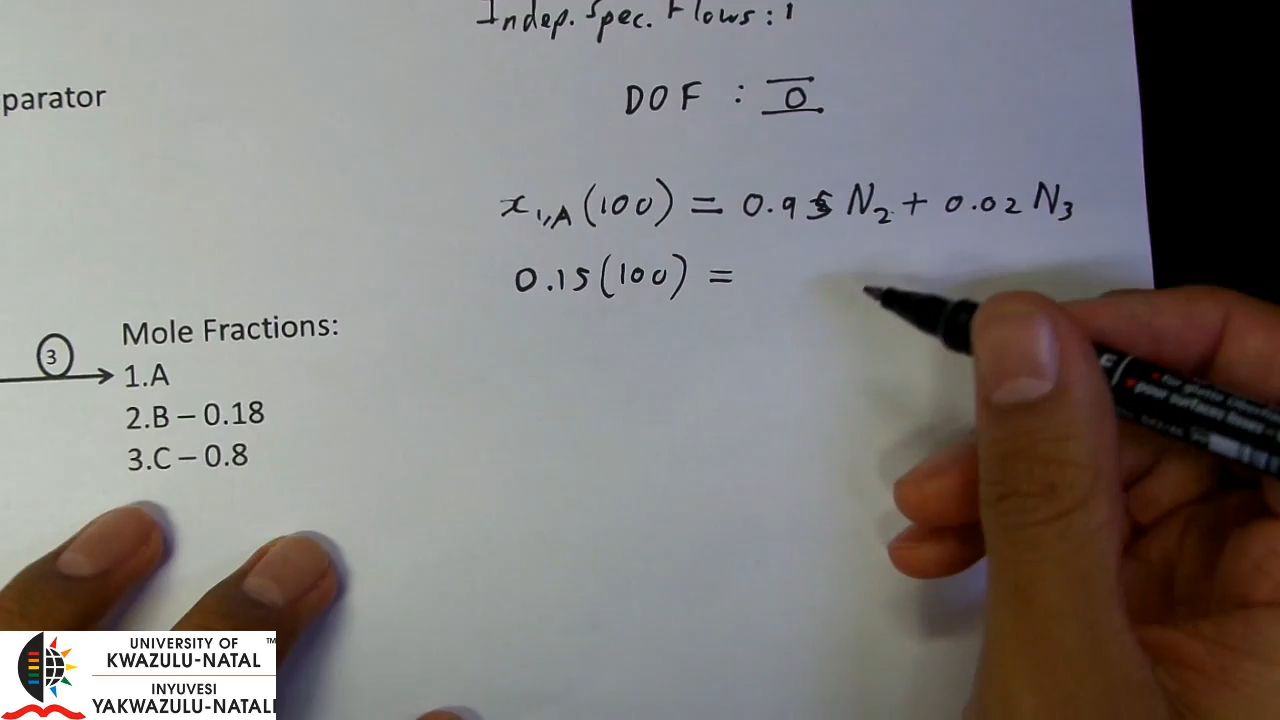 Indep. Spec. Flows: 1
parator
DOF : 0
x1,A(100) = 0.95 N2 + 0.02 N3
0.15(100) =
3
Mole Fractions:
1.A
2.B – 0.18
3.C – 0.8
UNIVERSITY OF ™
KWAZULU-NATAL
INYUVESI
YAKWAZULU-NATALI